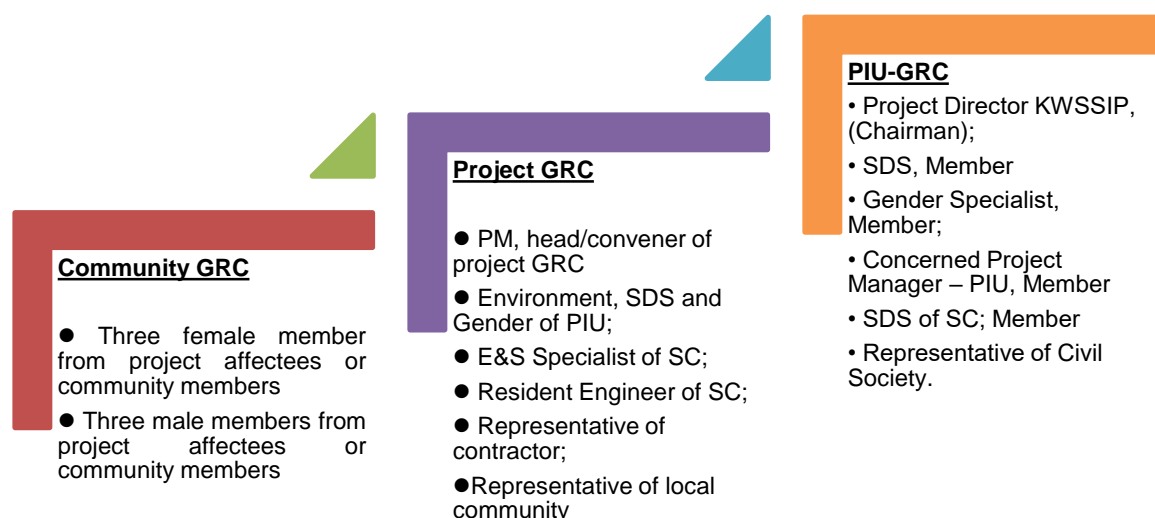 Community GRC
● Three female member
from project affectees or
community members
● Three male members from
project affectees or
community members
Project GRC
● PM, head/convener of
project GRC
● Environment, SDS and
Gender of PIU;
● E&S Specialist of SC;
● Resident Engineer of SC;
● Representative of
contractor;
●Representative of local
community
PIU-GRC
• Project Director KWSSIP,
(Chairman);
• SDS, Member
• Gender Specialist,
Member;
• Concerned Project
Manager – PIU, Member
• SDS of SC; Member
• Representative of Civil
Society.